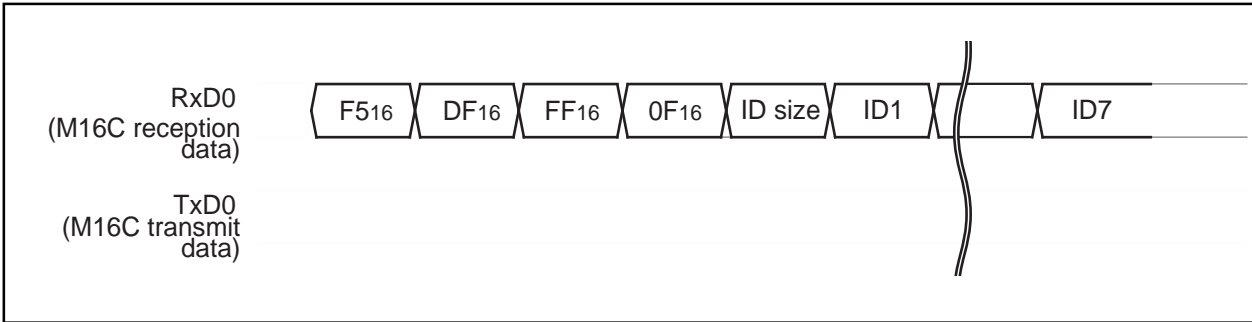 RxD0
(M16C reception
data)
F516 DF16 FF16 0F16 ID size ID1 ID7
TxD0
(M16C transmit
data)